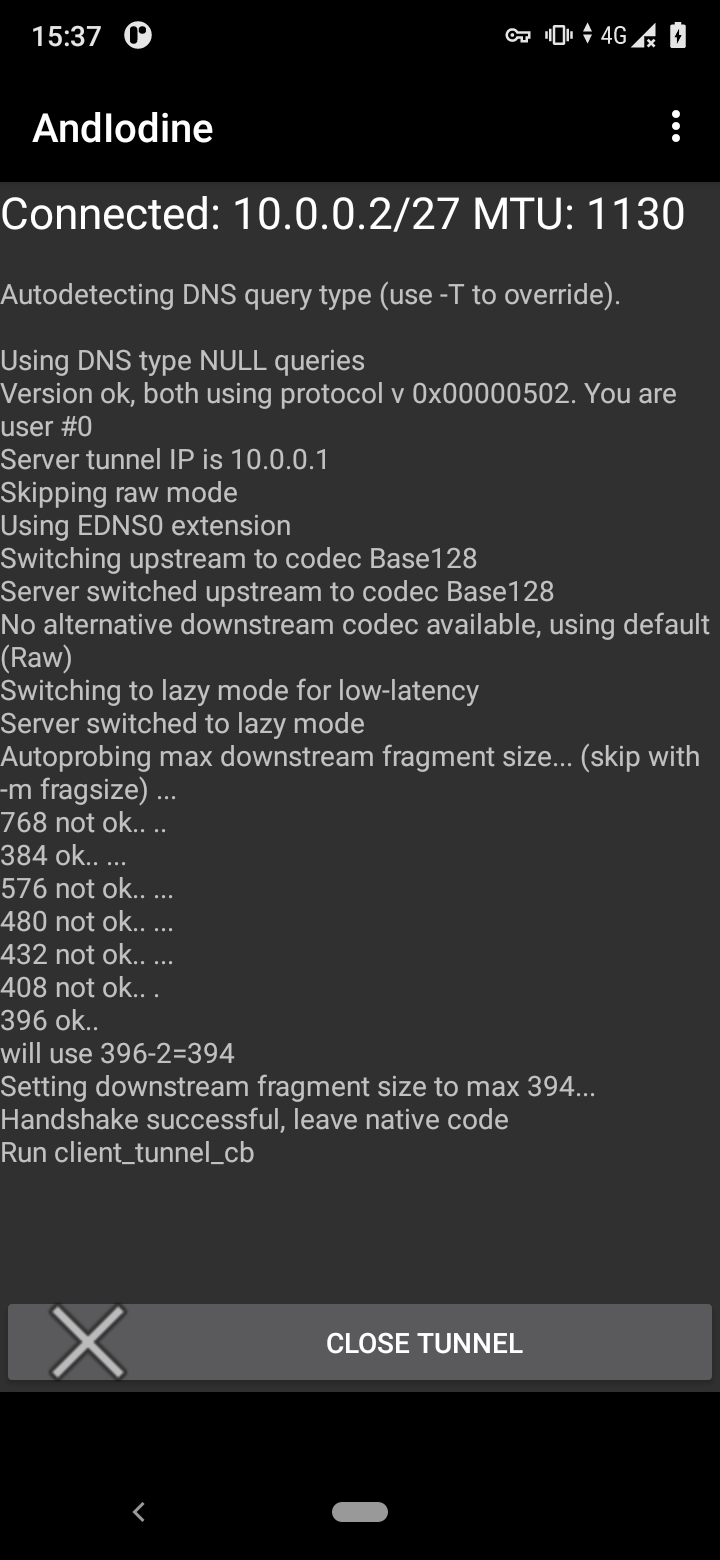 15:37
4G
AndIodine
Connected: 10.0.0.2/27 MTU: 1130
Autodetecting DNS query type (use -T to override).
Using DNS type NULL queries
Version ok, both using protocol v 0x00000502. You are
user #0
Server tunnel IP is 10.0.0.1
Skipping raw mode
Using EDNS0 extension
Switching upstream to codec Base128
Server switched upstream to codec Base128
No alternative downstream codec available, using default
(Raw)
Switching to lazy mode for low-latency
Server switched to lazy mode
Autoprobing max downstream fragment size... (skip with
-m fragsize) ...
768 not ok.. ..
384 ok.. ...
576 not ok.. ...
480 not ok.. ...
432 not ok.. ...
408 not ok.. .
396 ok..
will use 396-2=394
Setting downstream fragment size to max 394...
Handshake successful, leave native code
Run client_tunnel_cb
CLOSE TUNNEL